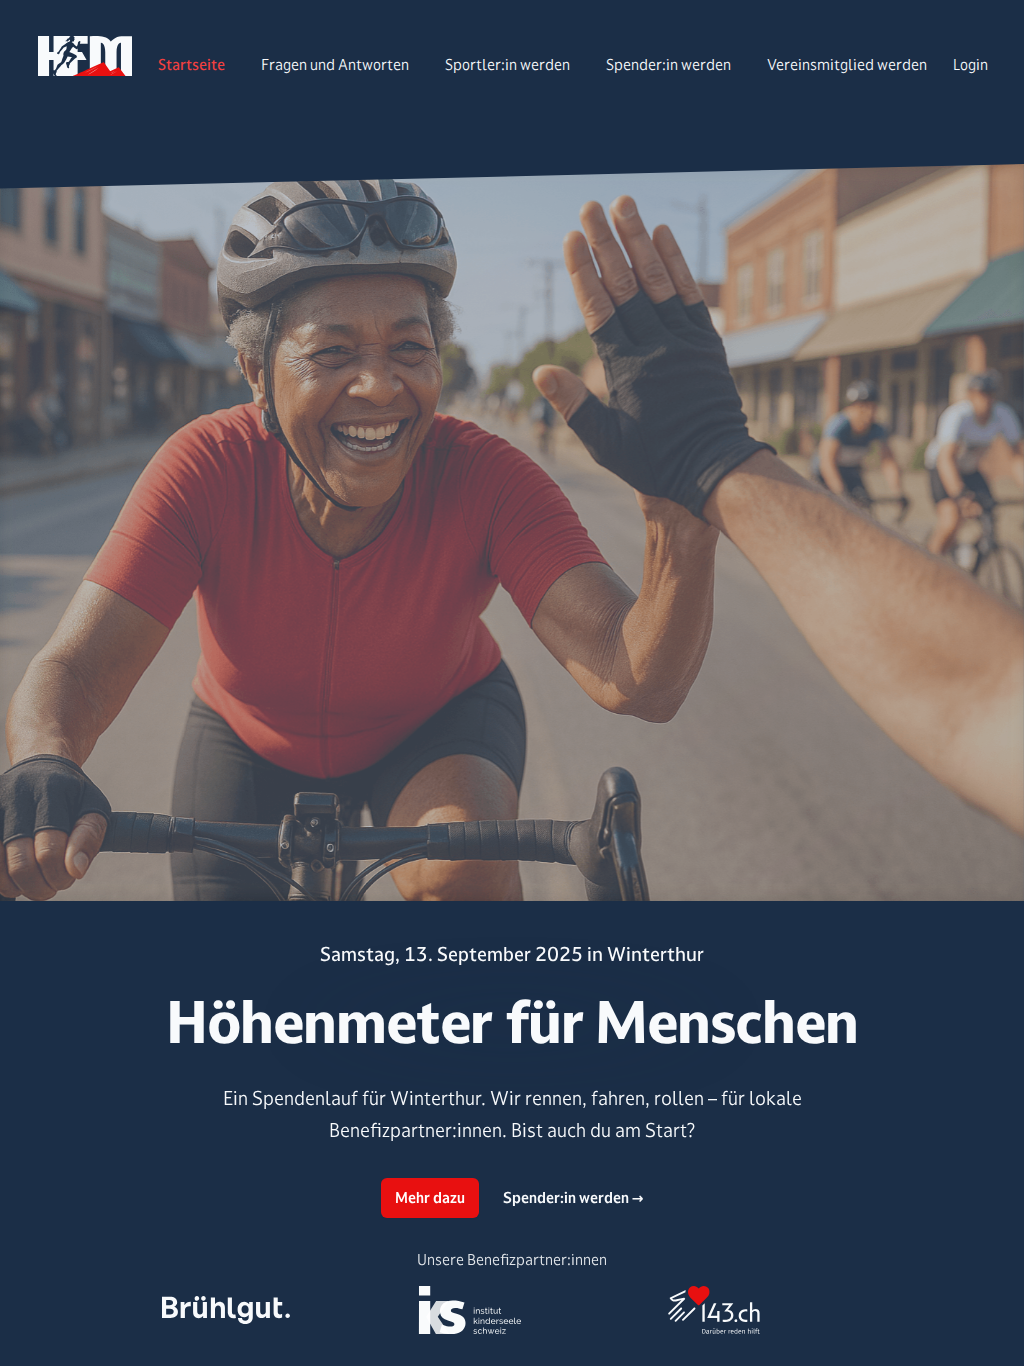 HFM
Startseite
Fragen und Antworten
Sportler:in werden
Spender:in werden
Vereinsmitglied werden
Login
Samstag, 13. September 2025 in Winterthur
Höhenmeter für Menschen
Ein Spendenlauf für Winterthur. Wir rennen, fahren, rollen – für lokale
Benefizpartner:innen. Bist auch du am Start?
Mehr dazu
Spender:in werden →
Unsere Benefizpartner:innen
Brühlgut.
iks
institut
kinderseele
schweiz
143.ch
Darüber reden hilft